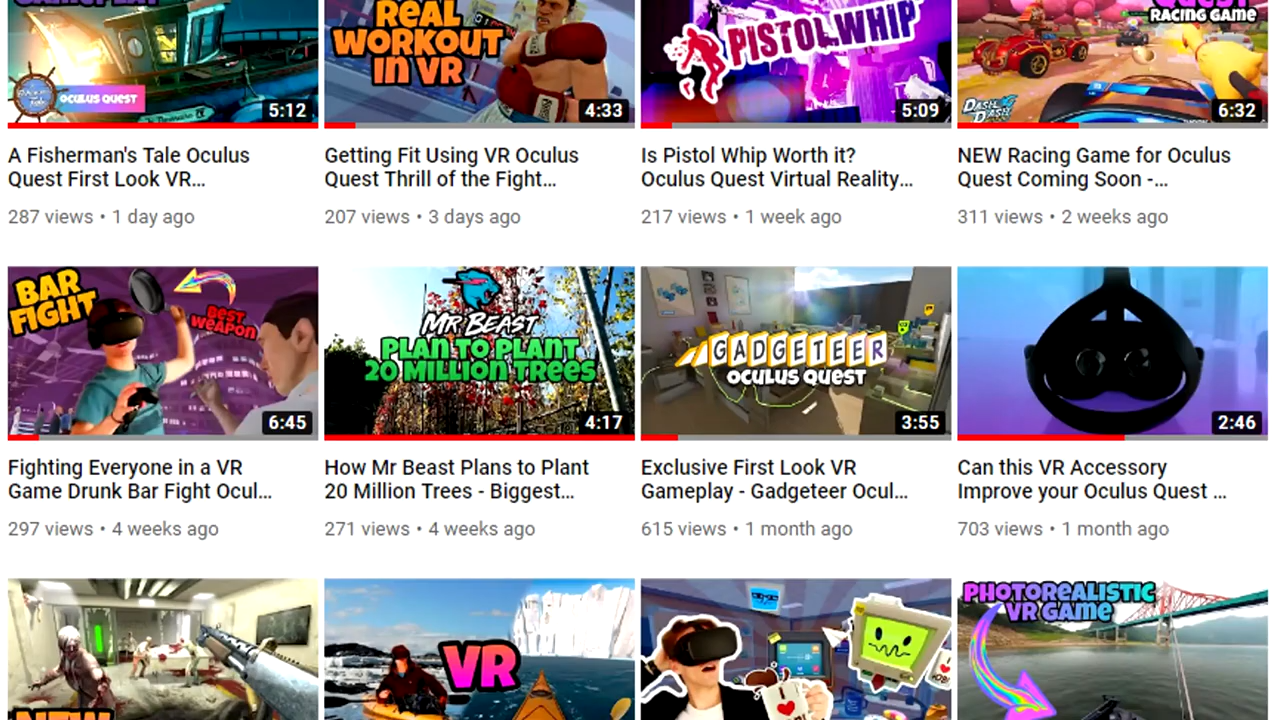 GAMEPLAY
OCULUS QUEST
5:12
REAL
WORKOUT
IN VR
4:33
PISTOL WHIP
5:09
QUEST
RACING GAME
DASH
DASH
6:32
A Fisherman's Tale Oculus
Quest First Look VR...
287 views • 1 day ago
Getting Fit Using VR Oculus
Quest Thrill of the Fight...
207 views • 3 days ago
Is Pistol Whip Worth it?
Oculus Quest Virtual Reality...
217 views • 1 week ago
NEW Racing Game for Oculus
Quest Coming Soon -...
311 views • 2 weeks ago
BAR
FIGHT
BEST
WEAPON
6:45
MR BEAST
PLAN TO PLANT
20 MILLION TREES
4:17
GADGETEER
OCULUS QUEST
3:55
2:46
Fighting Everyone in a VR
Game Drunk Bar Fight Ocul...
297 views • 4 weeks ago
How Mr Beast Plans to Plant
20 Million Trees - Biggest...
271 views • 4 weeks ago
Exclusive First Look VR
Gameplay - Gadgeteer Ocul...
615 views • 1 month ago
Can this VR Accessory
Improve your Oculus Quest ...
703 views • 1 month ago
NEW
VR
I
PHOTOREALISTIC
VR GAME